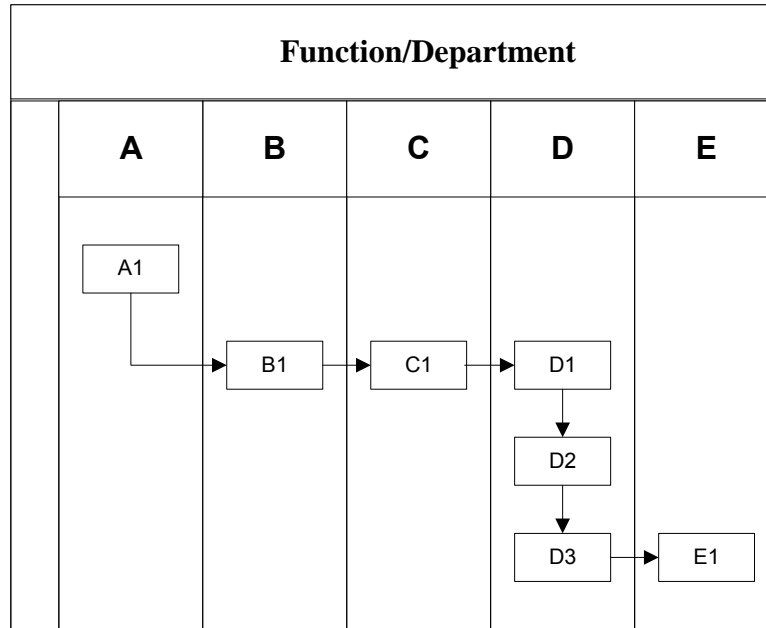 Function/Department
A B C D E
A1
B1 C1 D1
D2
D3 E1